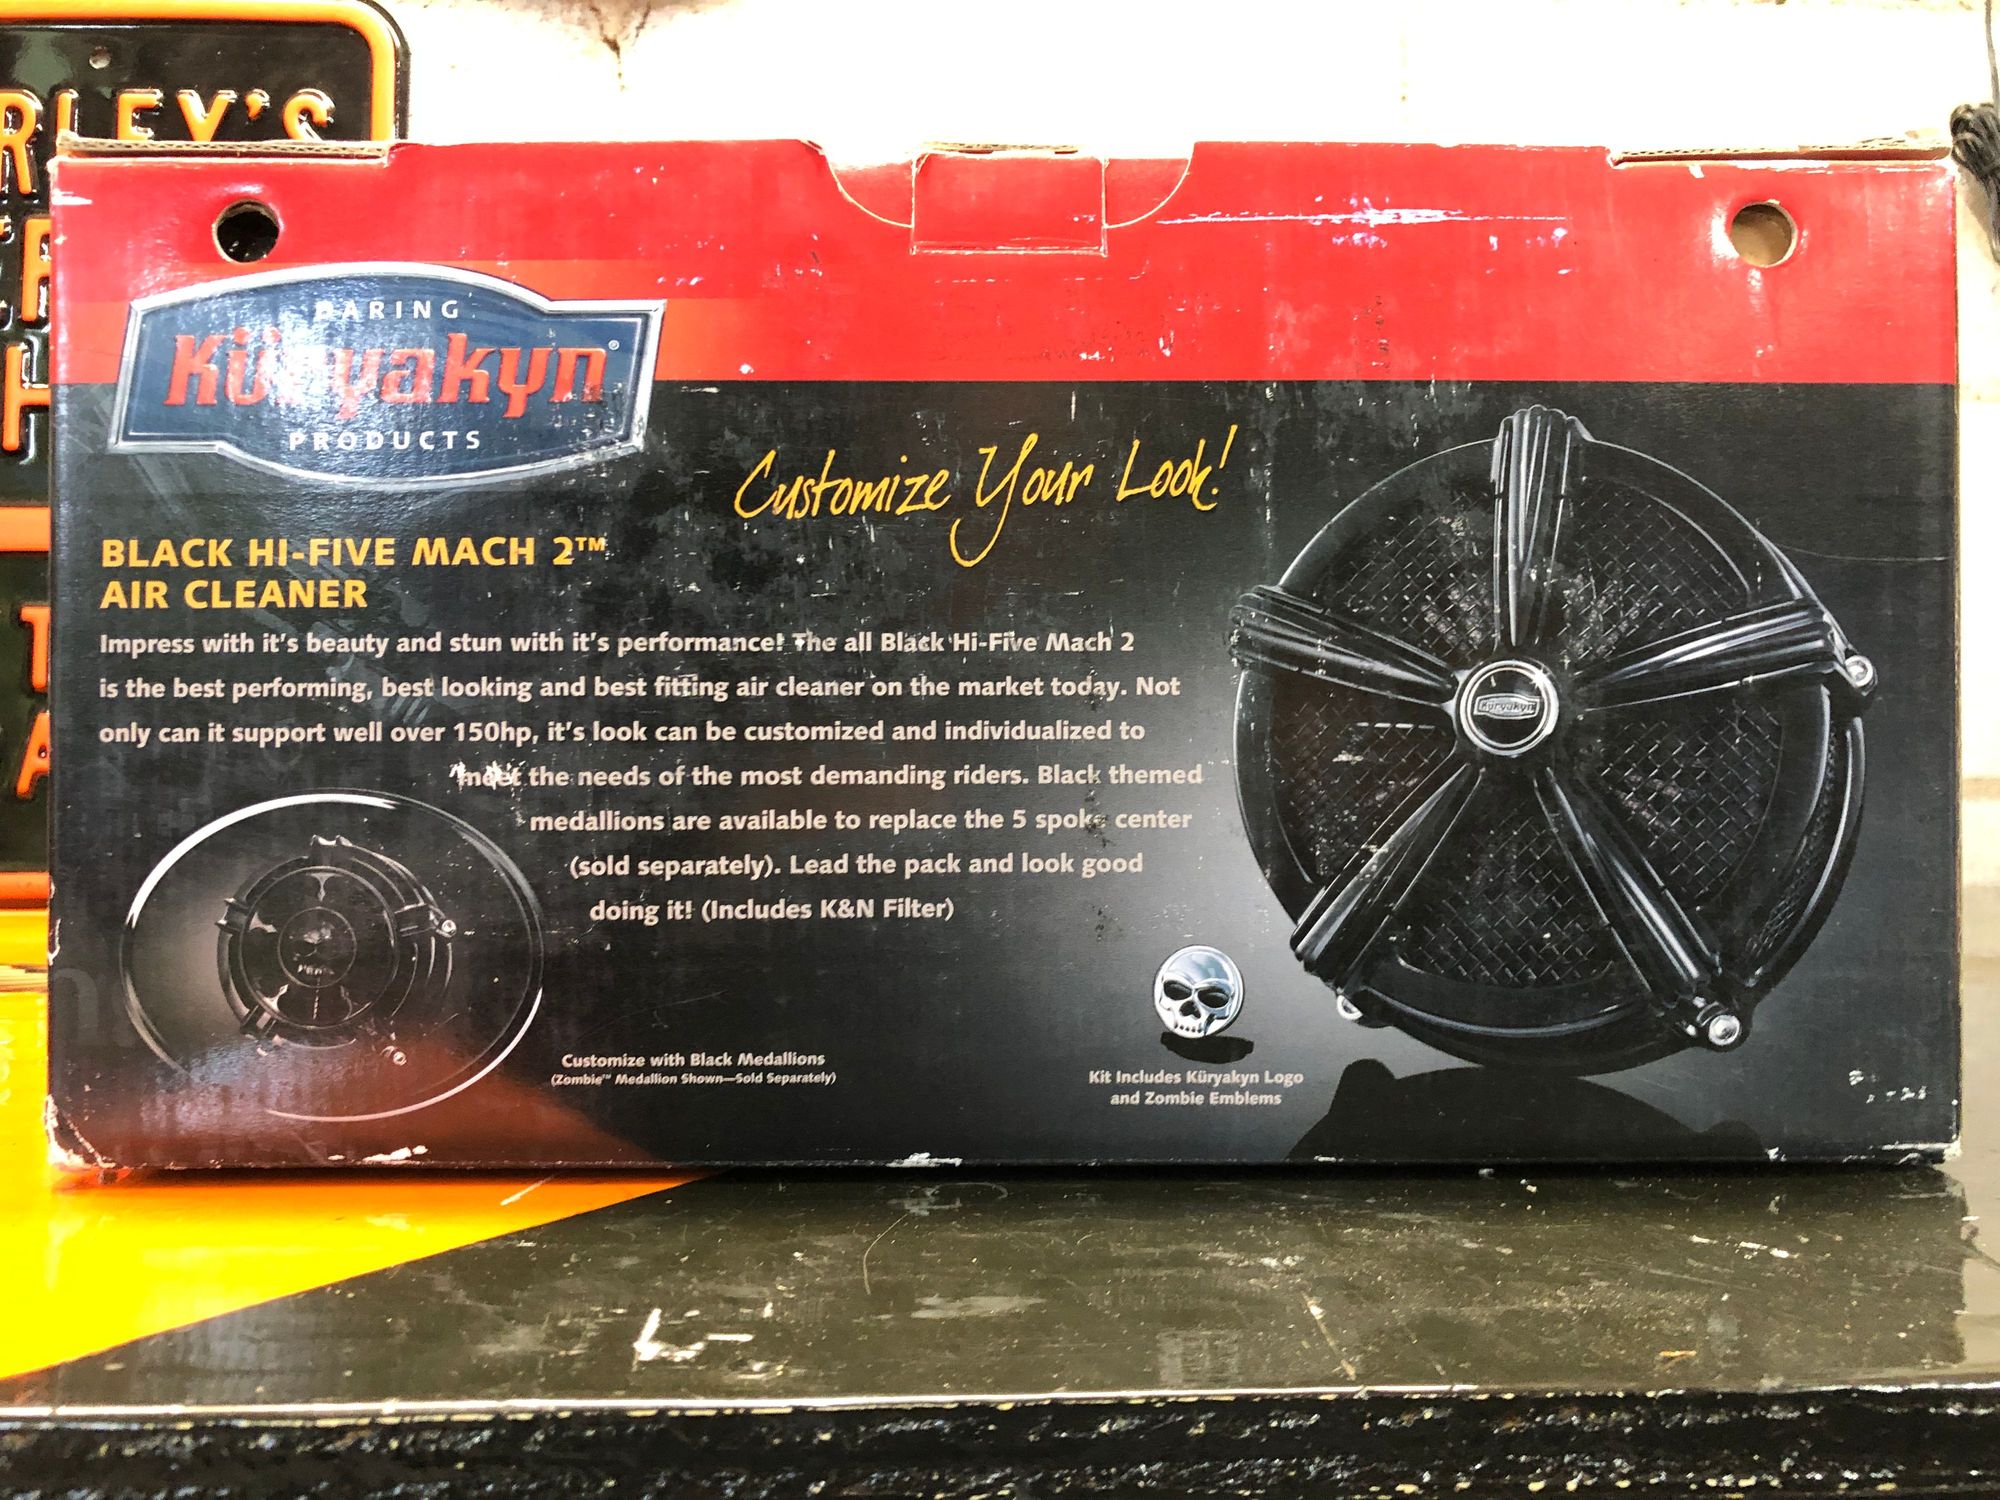 DARING
Küryakyn®
PRODUCTS
Customize Your Look!
BLACK HI-FIVE MACH 2™
AIR CLEANER
Impress with it's beauty and stun with it's performance! The all Black Hi-Five Mach 2
is the best performing, best looking and best fitting air cleaner on the market today. Not
only can it support well over 150hp, it's look can be customized and individualized to
meet the needs of the most demanding riders. Black themed
medallions are available to replace the 5 spoke center
(sold separately). Lead the pack and look good
doing it! (Includes K&N Filter)
Customize with Black Medallions
(Zombie™ Medallion Shown—Sold Separately)
Kit Includes Küryakyn Logo
and Zombie Emblems
Küryakyn
RLEY'S